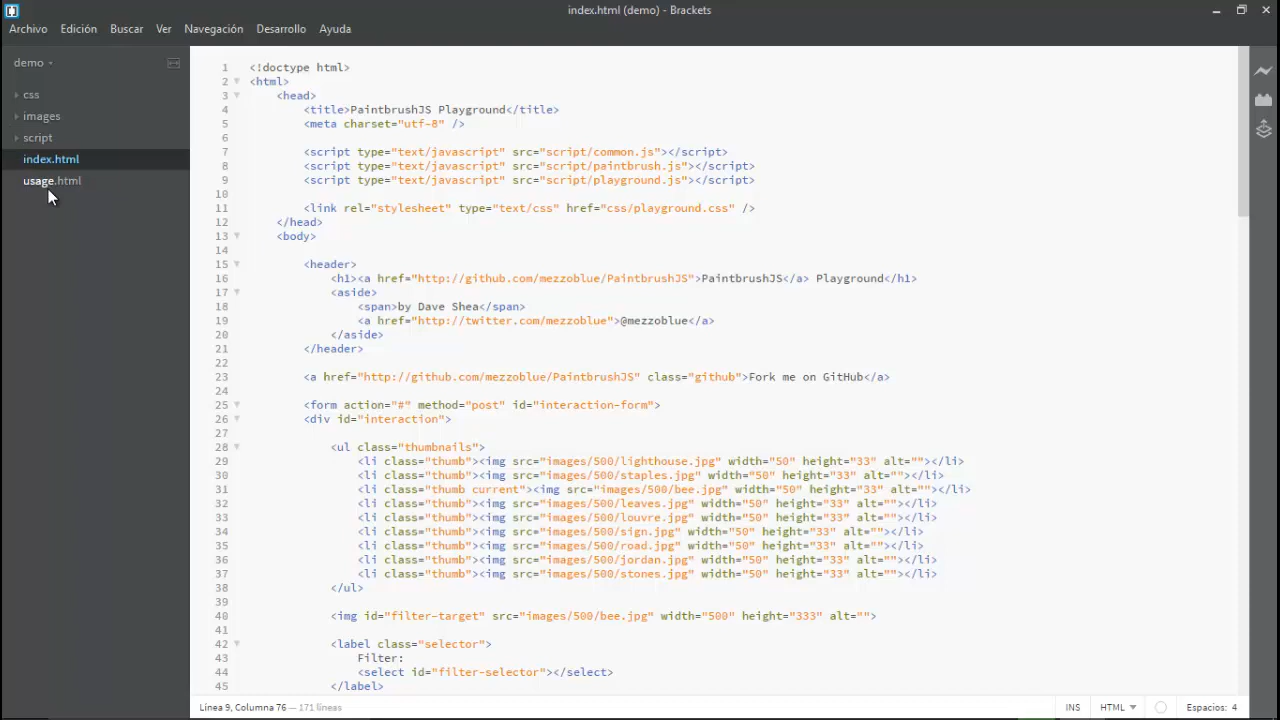 index.html (demo) - Brackets
Archivo Edición Buscar Ver Navegación Desarrollo Ayuda
demo
css
images
script
index.html
usage.html
1 <!doctype html>
2 <html>
3 <head>
4 <title>PaintbrushJS Playground</title>
5 <meta charset="utf-8" />
6
7 <script type="text/javascript" src="script/common.js"></script>
8 <script type="text/javascript" src="script/paintbrush.js"></script>
9 <script type="text/javascript" src="script/playground.js"></script>
10
11 <link rel="stylesheet" type="text/css" href="css/playground.css" />
12 </head>
13 <body>
14
15 <header>
16 <h1><a href="http://github.com/mezzoblue/PaintbrushJS">PaintbrushJS</a> Playground</h1>
17 <aside>
18 <span>by Dave Shea</span>
19 <a href="http://twitter.com/mezzoblue">@mezzoblue</a>
20 </aside>
21 </header>
22
23 <a href="http://github.com/mezzoblue/PaintbrushJS" class="github">Fork me on GitHub</a>
24
25 <form action="#" method="post" id="interaction-form">
26 <div id="interaction">
27
28 <ul class="thumbnails">
29 <li class="thumb"><img src="images/500/lighthouse.jpg" width="50" height="33" alt=""></li>
30 <li class="thumb"><img src="images/500/staples.jpg" width="50" height="33" alt=""></li>
31 <li class="thumb current"><img src="images/500/bee.jpg" width="50" height="33" alt=""></li>
32 <li class="thumb"><img src="images/500/leaves.jpg" width="50" height="33" alt=""></li>
33 <li class="thumb"><img src="images/500/louvre.jpg" width="50" height="33" alt=""></li>
34 <li class="thumb"><img src="images/500/sign.jpg" width="50" height="33" alt=""></li>
35 <li class="thumb"><img src="images/500/road.jpg" width="50" height="33" alt=""></li>
36 <li class="thumb"><img src="images/500/jordan.jpg" width="50" height="33" alt=""></li>
37 <li class="thumb"><img src="images/500/stones.jpg" width="50" height="33" alt=""></li>
38 </ul>
39
40 <img id="filter-target" src="images/500/bee.jpg" width="500" height="333" alt="">
41
42 <label class="selector">
43 Filter:
44 <select id="filter-selector"></select>
45 </label>
Línea 9, Columna 76 — 171 líneas INS HTML Espacios: 4